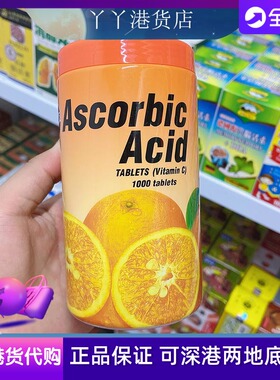 丫丫港货店
全
Ascorbic
Acid
TABLETS (Vitamin C)
1000 tablets
港货代购
正品保证 可深港两地底